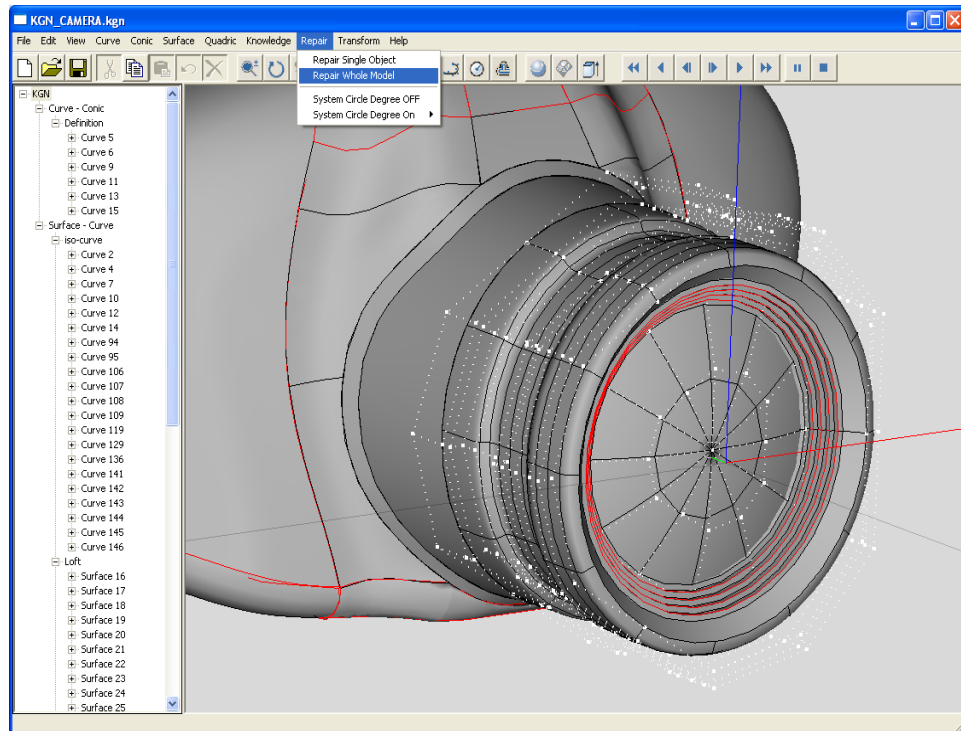 KGN_CAMERA.kgn
File Edit View Curve Conic Surface Quadric Knowledge Repair Transform Help
Repair Single Object
Repair Whole Model
System Circle Degree OFF
System Circle Degree On
KGN
Curve - Conic
Definition
Curve 5
Curve 6
Curve 9
Curve 11
Curve 13
Curve 15
Surface - Curve
iso-curve
Curve 2
Curve 4
Curve 7
Curve 10
Curve 12
Curve 14
Curve 94
Curve 95
Curve 106
Curve 107
Curve 108
Curve 109
Curve 119
Curve 129
Curve 136
Curve 141
Curve 142
Curve 143
Curve 144
Curve 145
Curve 146
Loft
Surface 16
Surface 17
Surface 18
Surface 19
Surface 20
Surface 21
Surface 22
Surface 23
Surface 24
Surface 25